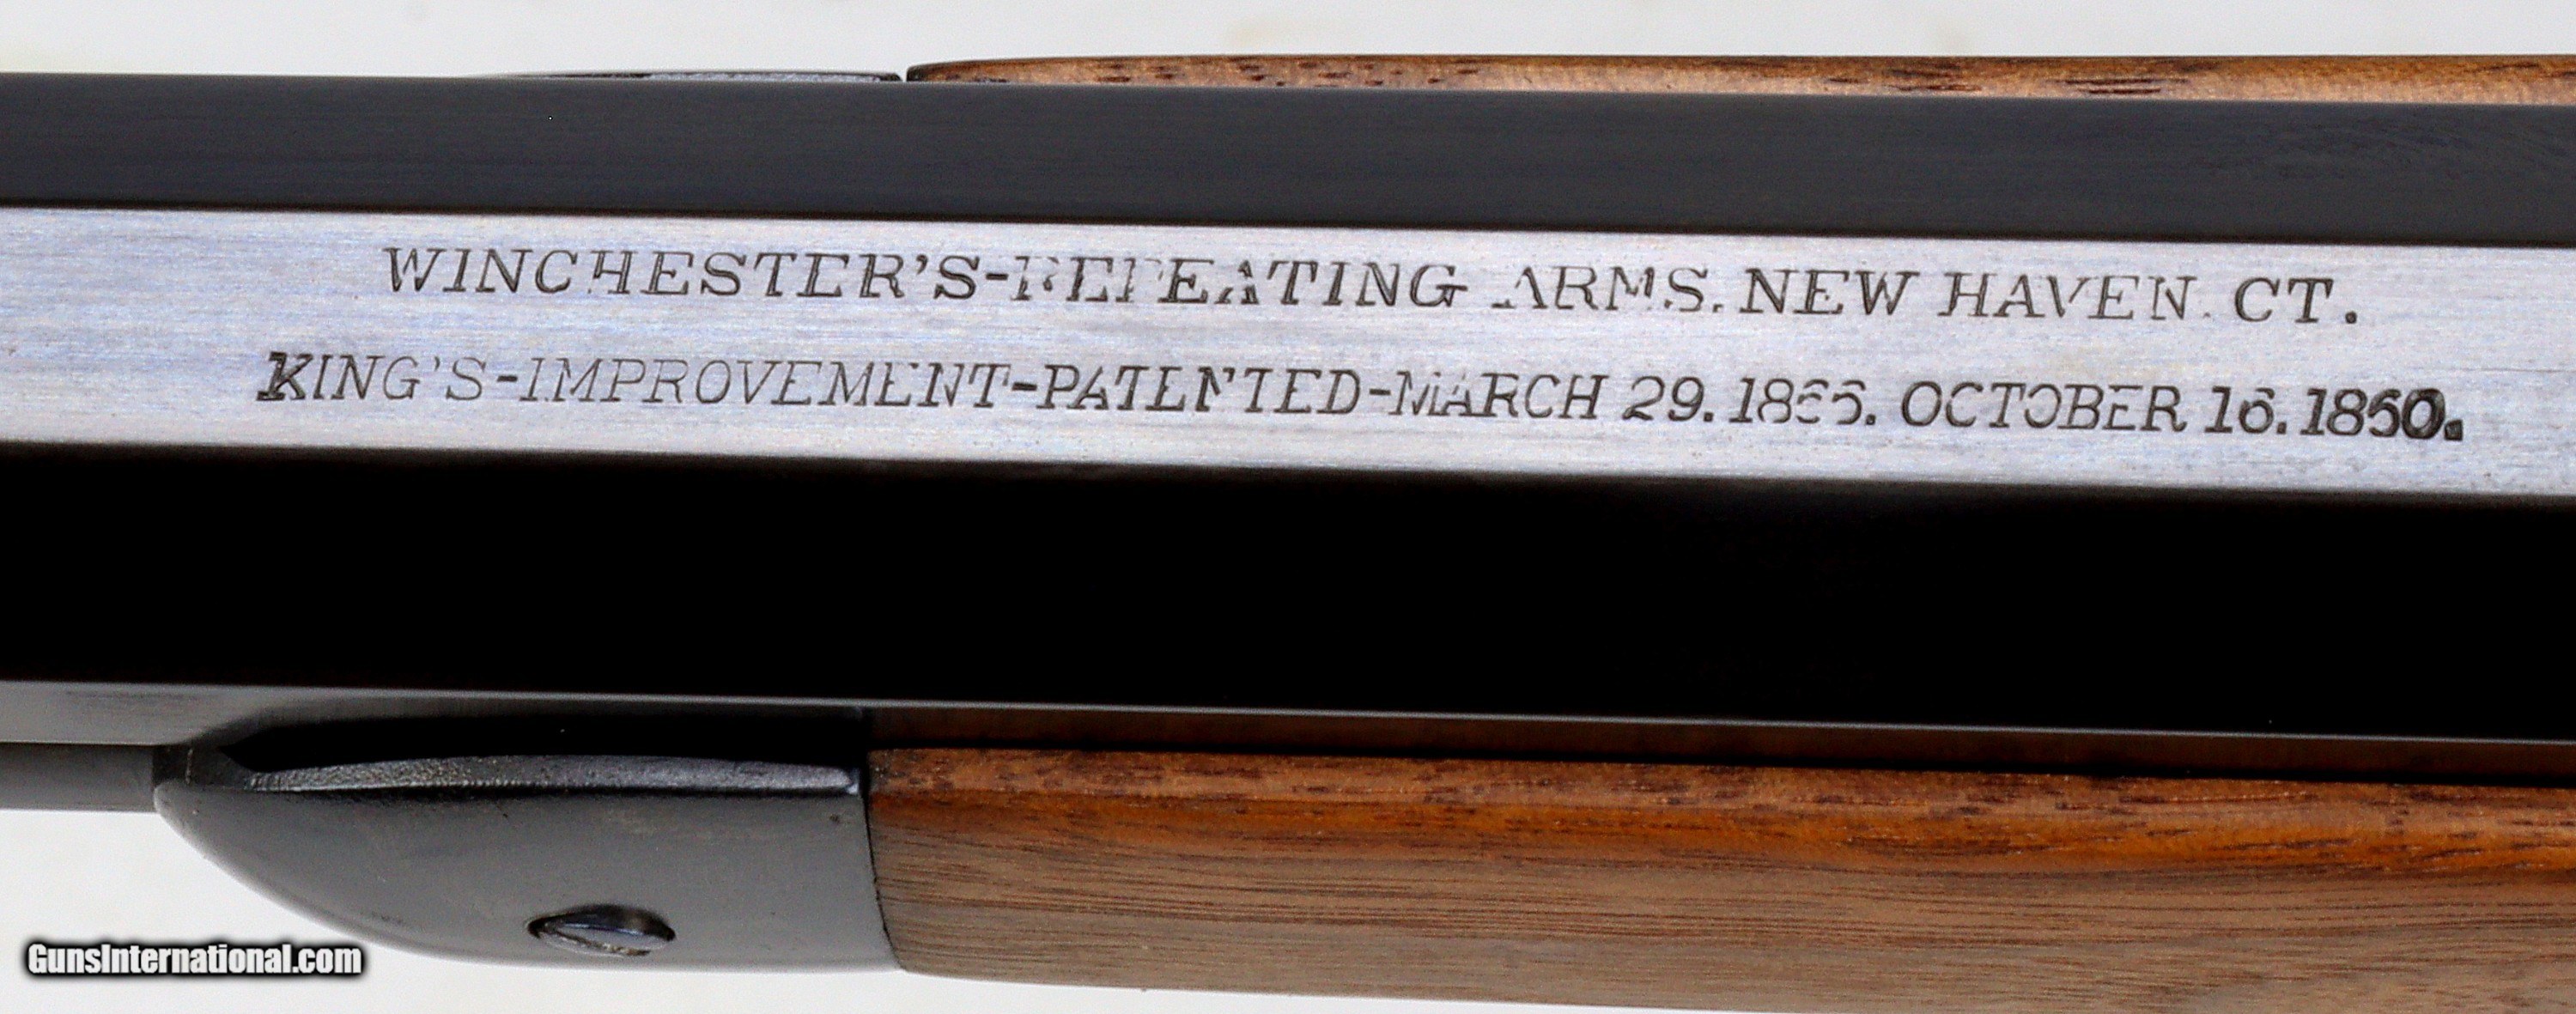 WINCHESTER'S-REPEATING ARMS. NEW HAVEN. CT.
KING'S-IMPROVEMENT-PATENTED-MARCH 29. 1866. OCTOBER 16. 1860.
GunsInternational.com